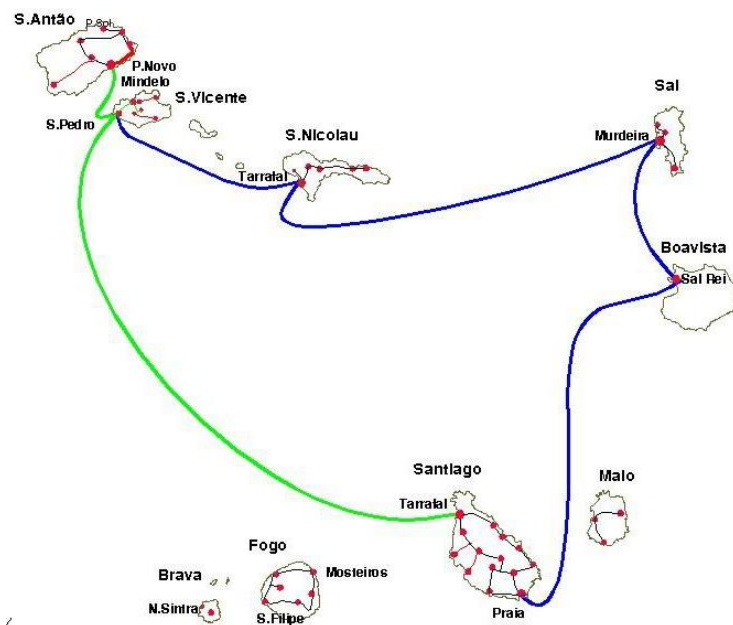 S.Antão
P.Sol
P.Novo
Mindelo
S.Vicente
S.Pedro
S.Nicolau
Tarrafal
Sal
Murdeira
Boavista
Sal Rei
Santiago
Tarrafal
Maio
Fogo
Mosteiros
Brava
N.Sintra
S.Filipe
Praia